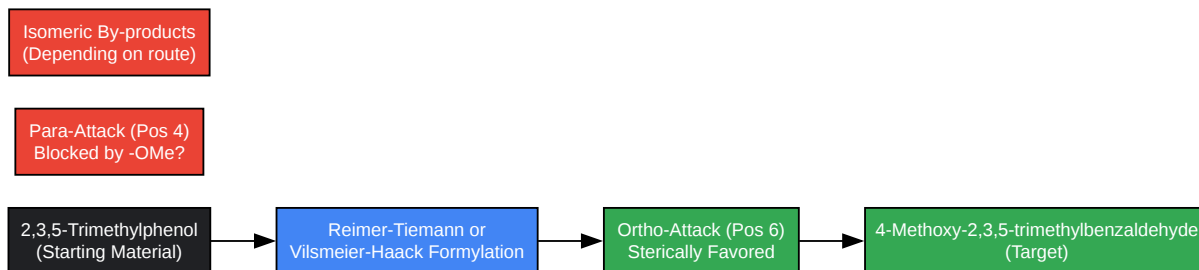 Isomeric By-products
(Depending on route)
Para-Attack (Pos 4)
Blocked by -OMe?
2,3,5-Trimethylphenol
(Starting Material)
Reimer-Tiemann or
Vilsmeier-Haack Formylation
Ortho-Attack (Pos 6)
Sterically Favored
4-Methoxy-2,3,5-trimethylbenzaldehyde
(Target)